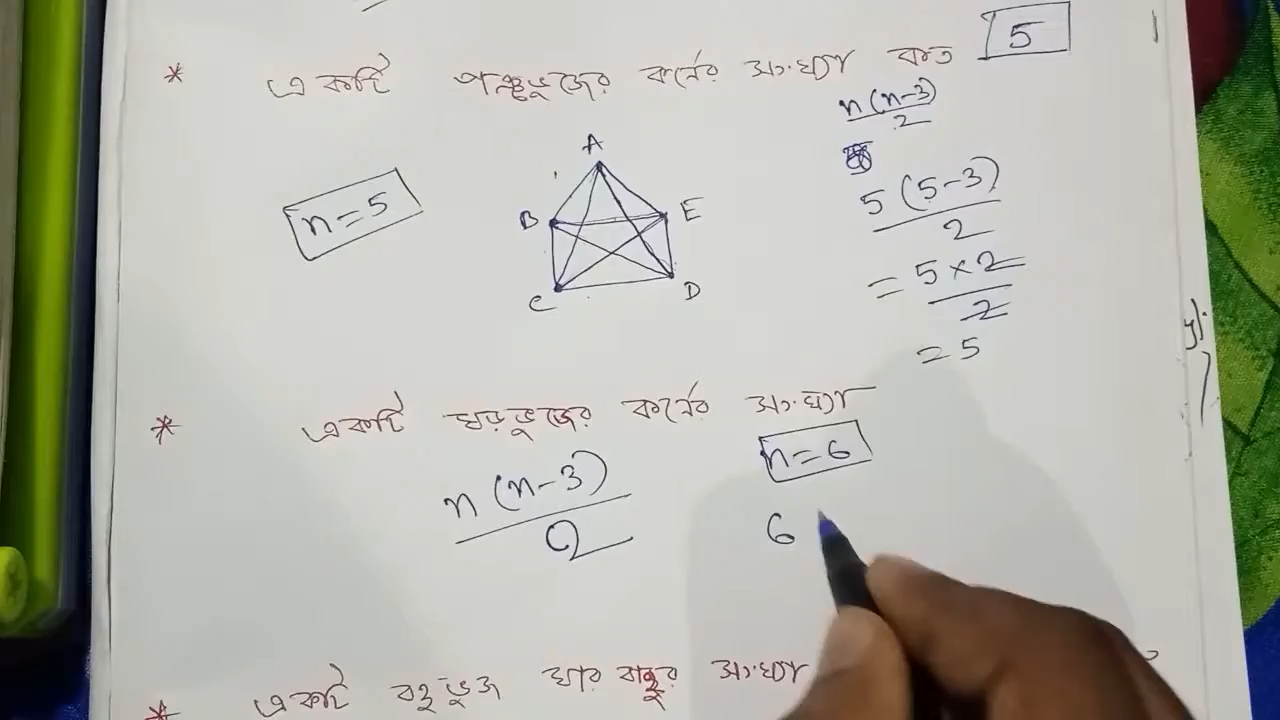 * একটি পঞ্চভুজের কর্ণের সংখ্যা কত 5
n(n-3)
2
5(5-3)
2
= 5×2
2
= 5
n=5
A
B E
C D
* একটি ষড়ভুজের কর্ণের সংখ্যা
n(n-3)
2
n=6
6
* একটি বহুভুজ যার বাহুর সংখ্যা